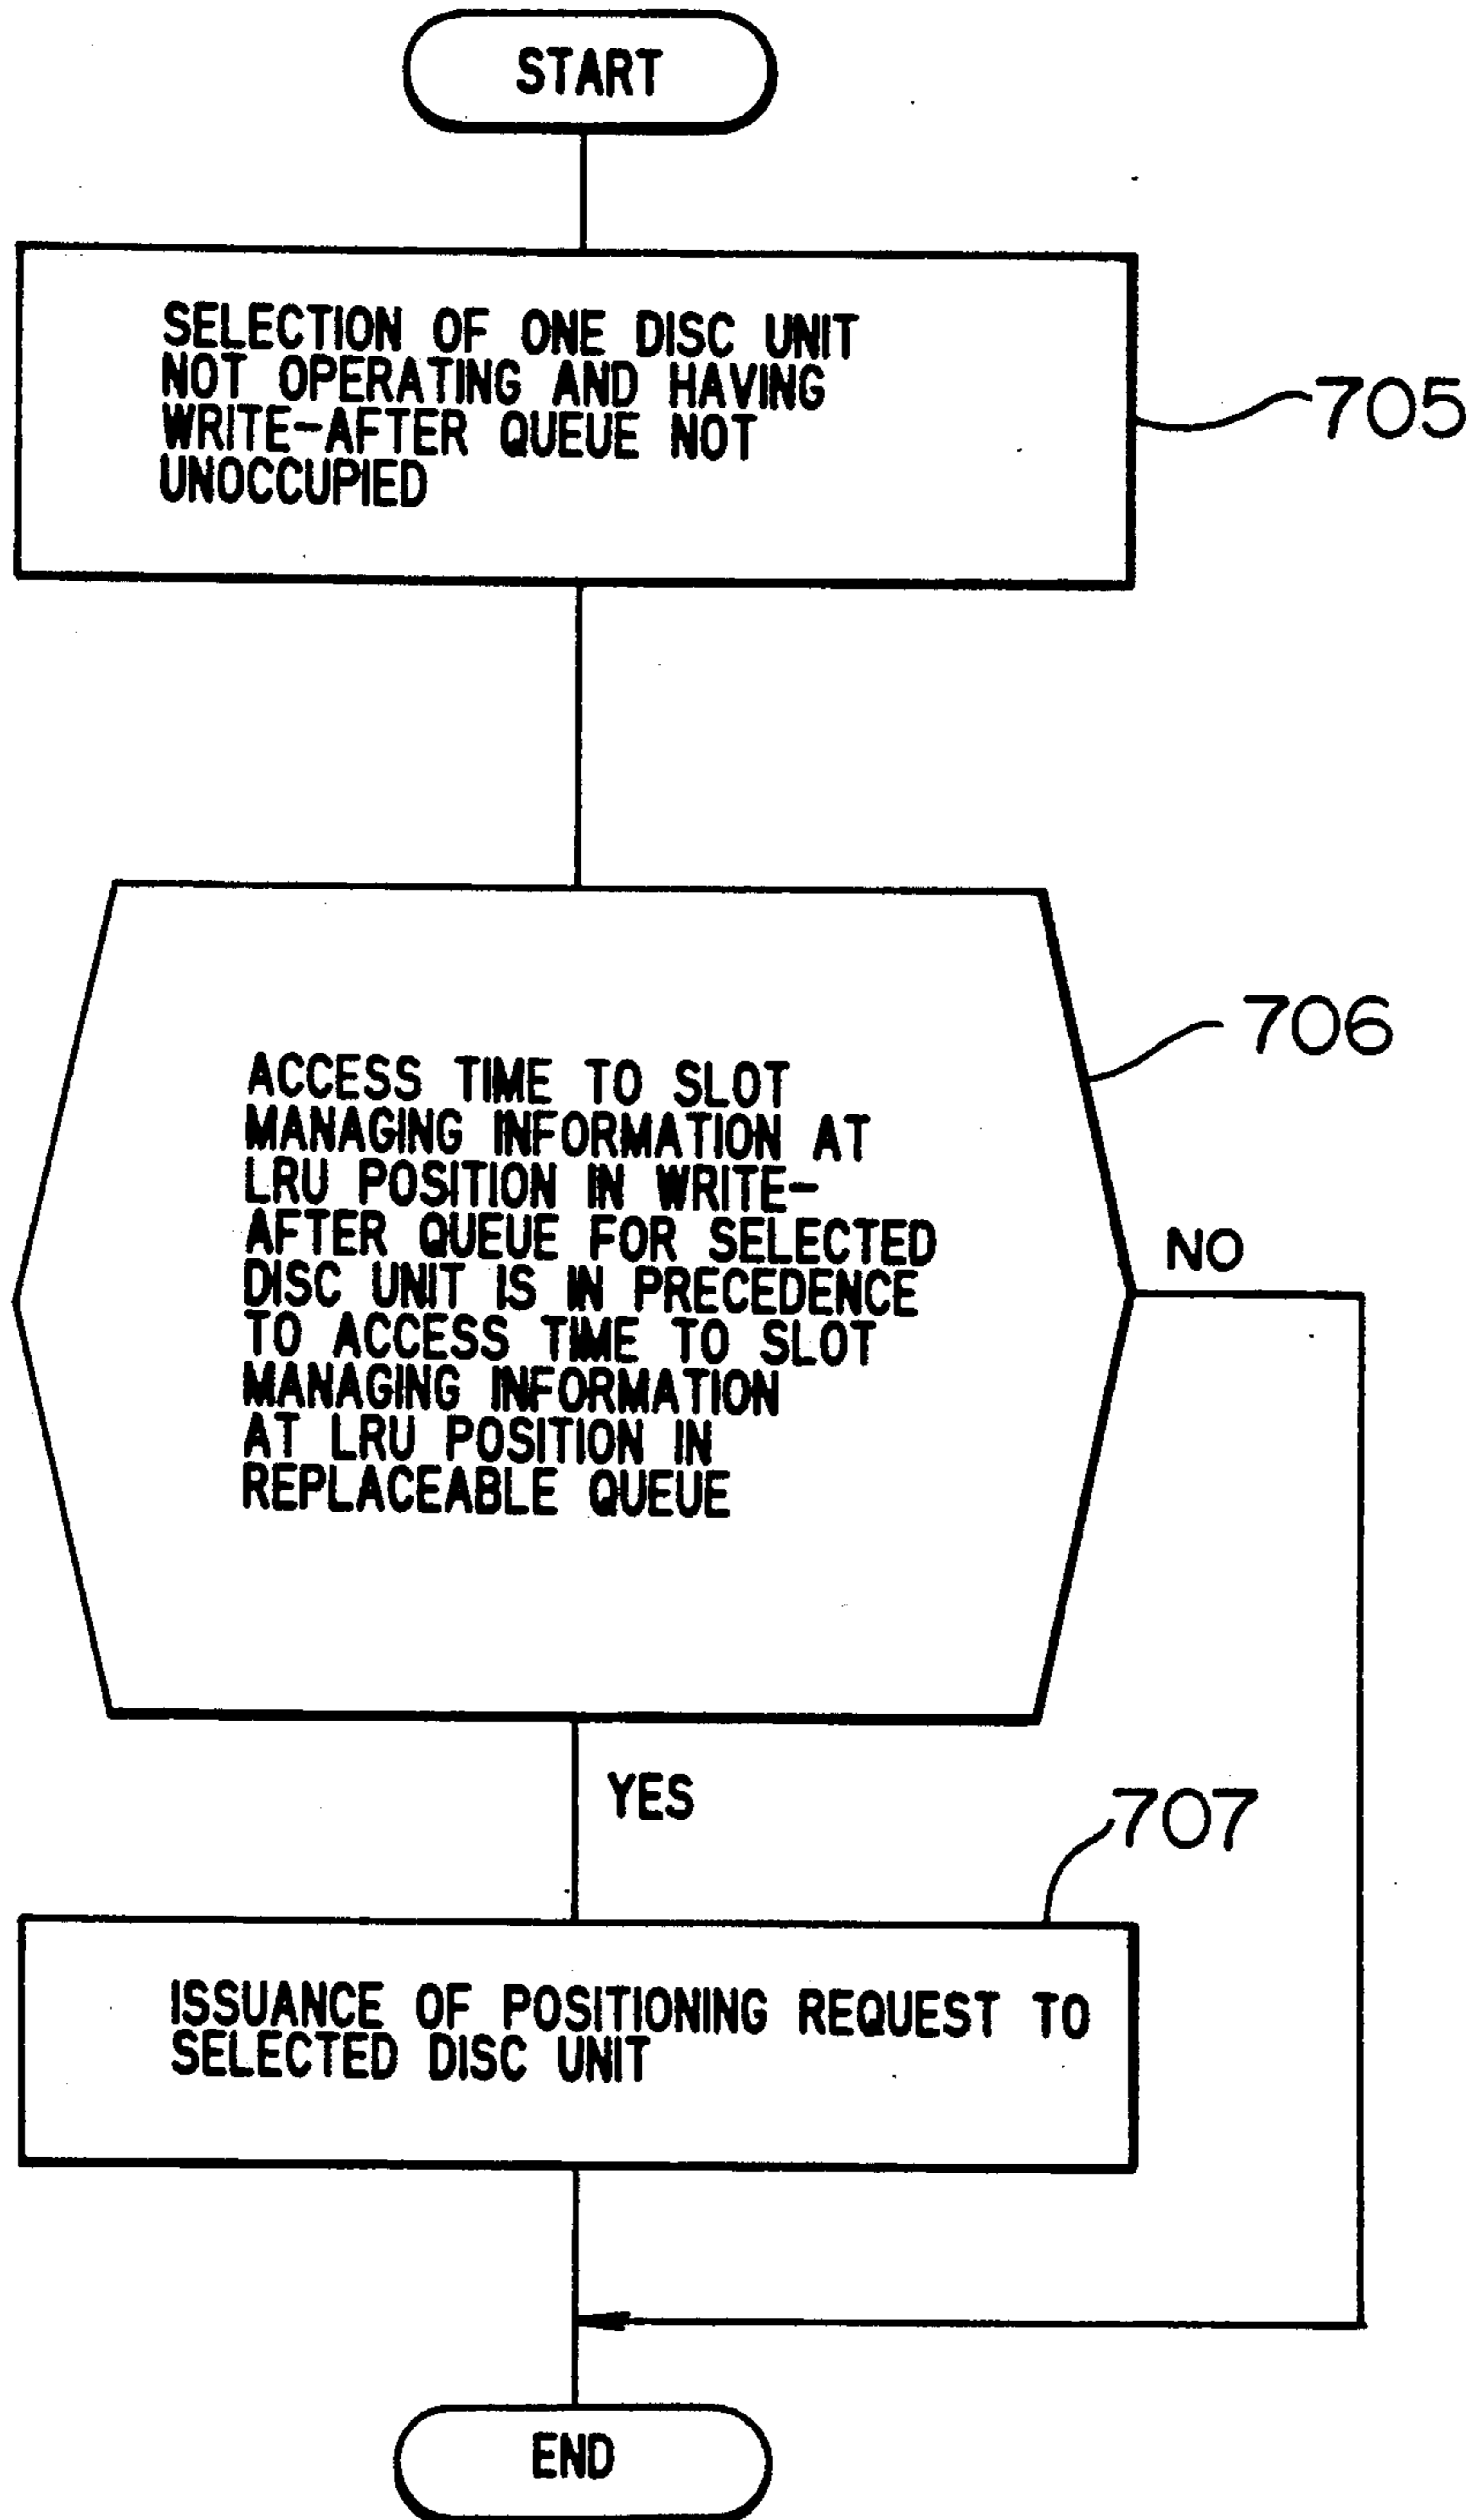 START
SELECTION OF ONE DISC UNIT
NOT OPERATING AND HAVING
WRITE-AFTER QUEUE NOT
UNOCCUPIED
705
706
ACCESS TIME TO SLOT
MANAGING INFORMATION AT
LRU POSITION IN WRITE-
AFTER QUEUE FOR SELECTED
DISC UNIT IS IN PRECEDENCE
TO ACCESS TIME TO SLOT
MANAGING INFORMATION
AT LRU POSITION IN
REPLACEABLE QUEUE
NO
YES
707
ISSUANCE OF POSITIONING REQUEST TO
SELECTED DISC UNIT
END